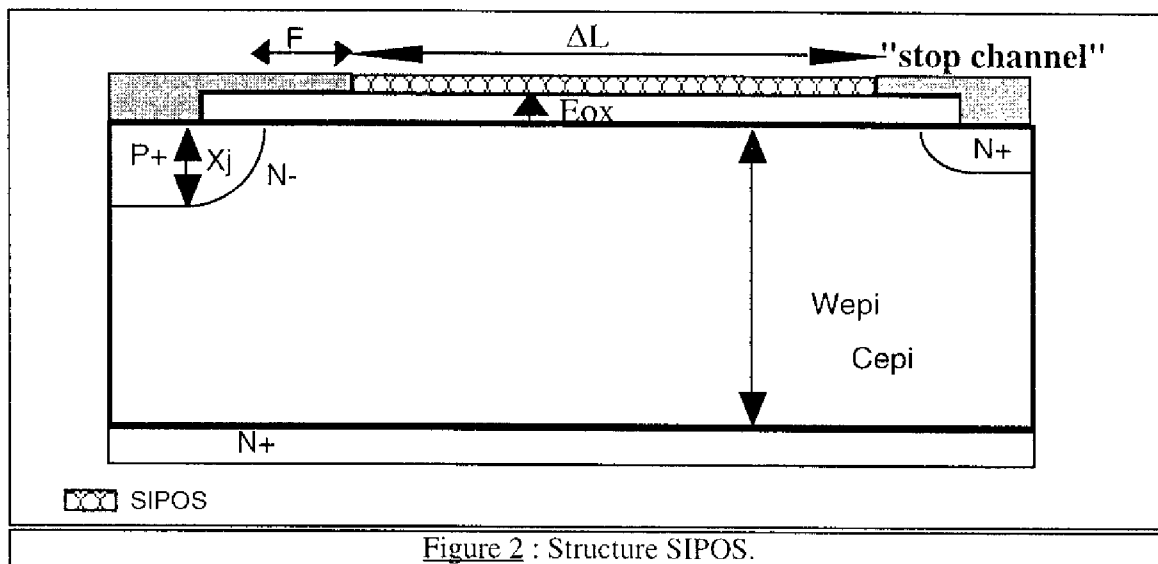 F
ΔL
"stop channel"
Eox
P+
Xj
N-
N+
Wepi
Cepi
N+
SIPOS
Figure 2 : Structure SIPOS.